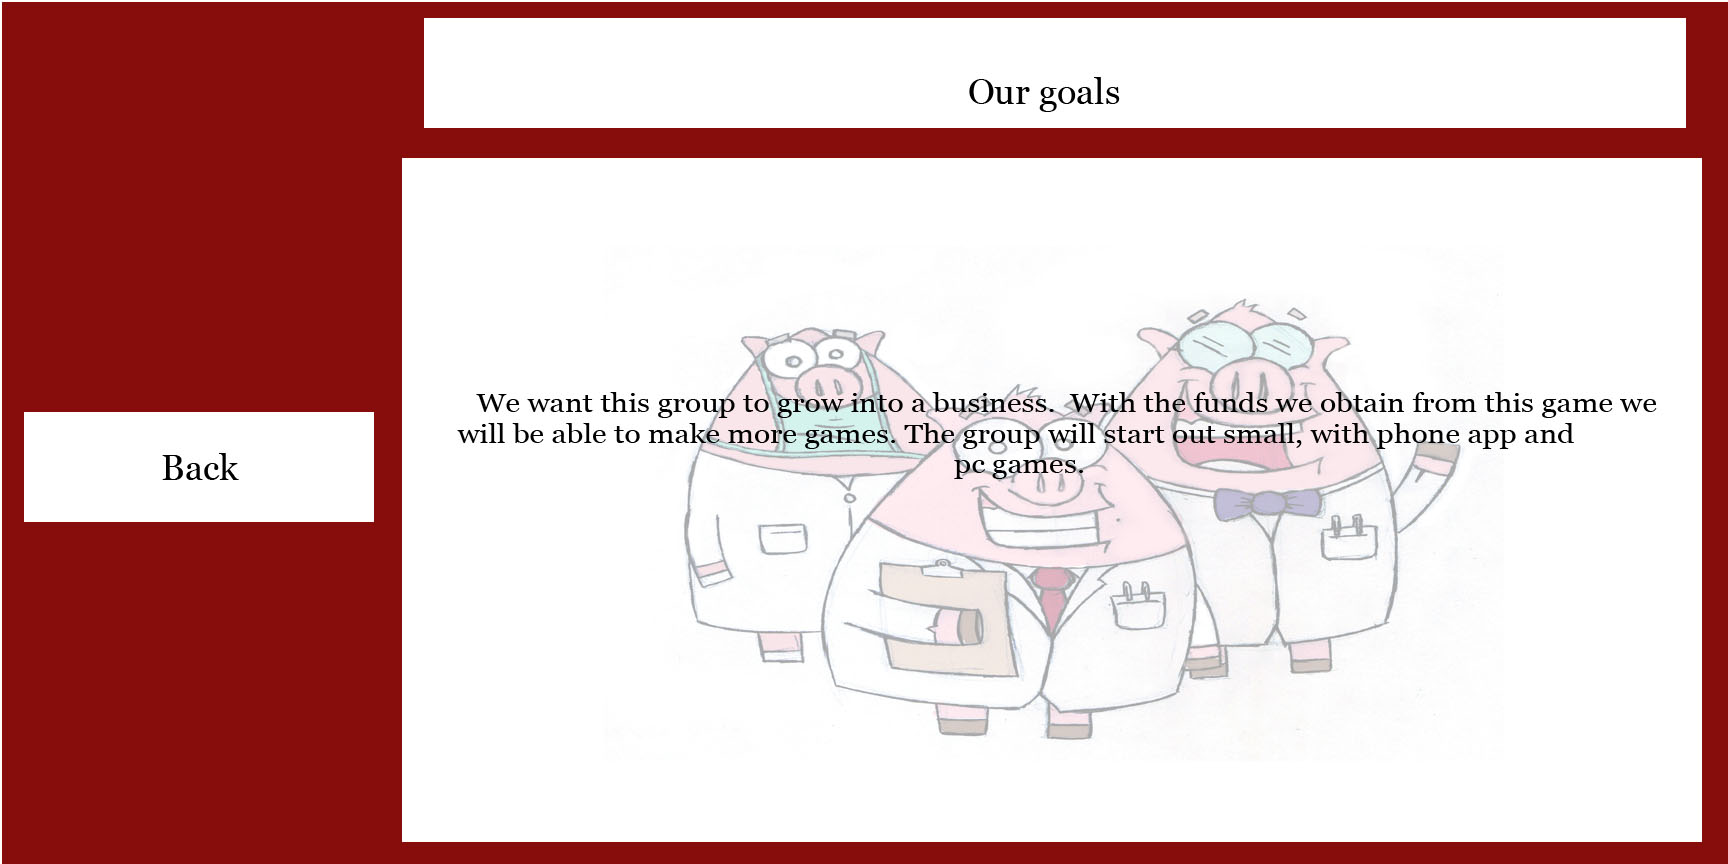 Our goals
We want this group to grow into a business.  With the funds we obtain from this game we
will be able to make more games. The group will start out small, with phone app and
pc games.
Back